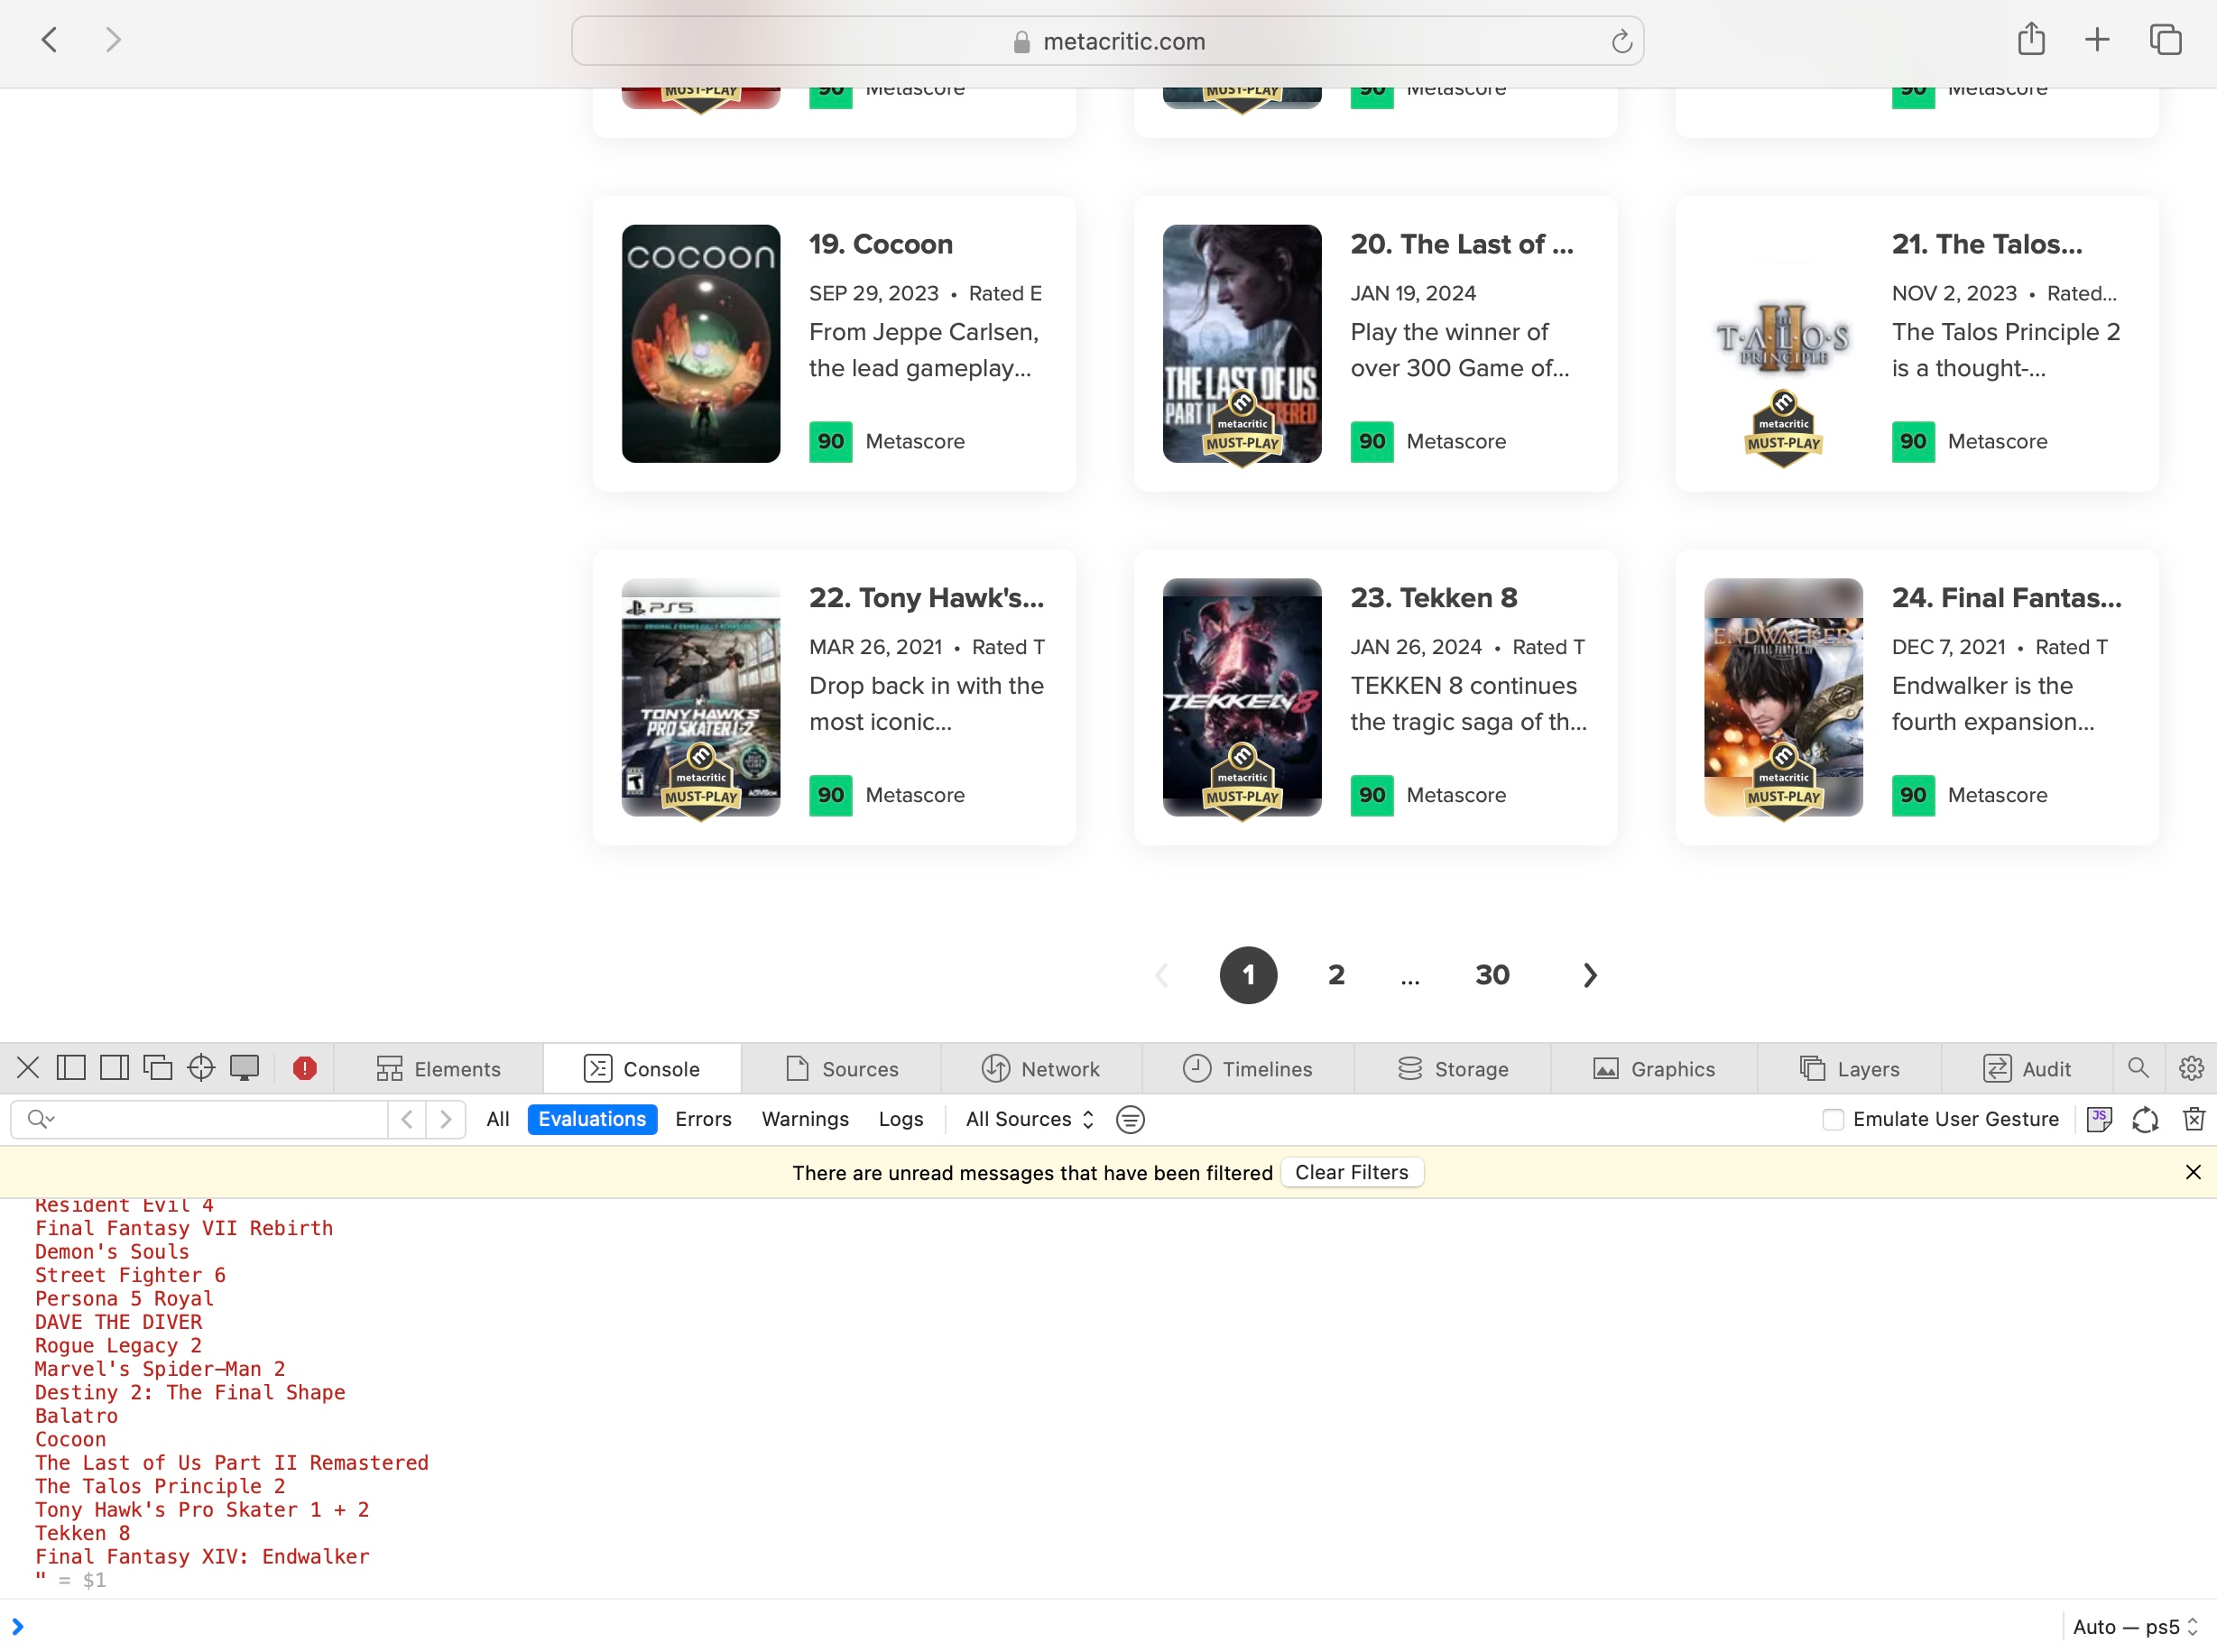 metacritic.com
MUST-PLAY
90 Metascore
MUST-PLAY
90 Metascore
90 Metascore
COCOON
19. Cocoon
SEP 29, 2023 • Rated E
From Jeppe Carlsen,
the lead gameplay...
90 Metascore
THE LAST OF US
PART II
metacritic
MUST-PLAY
20. The Last of ...
JAN 19, 2024
Play the winner of
over 300 Game of...
90 Metascore
THE
TALOS
II
PRINCIPLE
metacritic
MUST-PLAY
21. The Talos...
NOV 2, 2023 • Rated...
The Talos Principle 2
is a thought-...
90 Metascore
PS5
TONY HAWK'S
PRO SKATER 1+2
T
ACTIVISION
metacritic
MUST-PLAY
22. Tony Hawk's...
MAR 26, 2021 • Rated T
Drop back in with the
most iconic...
90 Metascore
TEKKEN 8
metacritic
MUST-PLAY
23. Tekken 8
JAN 26, 2024 • Rated T
TEKKEN 8 continues
the tragic saga of th...
90 Metascore
ENDWALKER
FINAL FANTASY XIV
metacritic
MUST-PLAY
24. Final Fantas...
DEC 7, 2021 • Rated T
Endwalker is the
fourth expansion...
90 Metascore
1 2 ... 30
Elements Console Sources Network Timelines Storage Graphics Layers Audit
All Evaluations Errors Warnings Logs All Sources Emulate User Gesture JS
There are unread messages that have been filtered Clear Filters
Resident Evil 4
Final Fantasy VII Rebirth
Demon's Souls
Street Fighter 6
Persona 5 Royal
DAVE THE DIVER
Rogue Legacy 2
Marvel's Spider-Man 2
Destiny 2: The Final Shape
Balatro
Cocoon
The Last of Us Part II Remastered
The Talos Principle 2
Tony Hawk's Pro Skater 1 + 2
Tekken 8
Final Fantasy XIV: Endwalker
" = $1
Auto — ps5